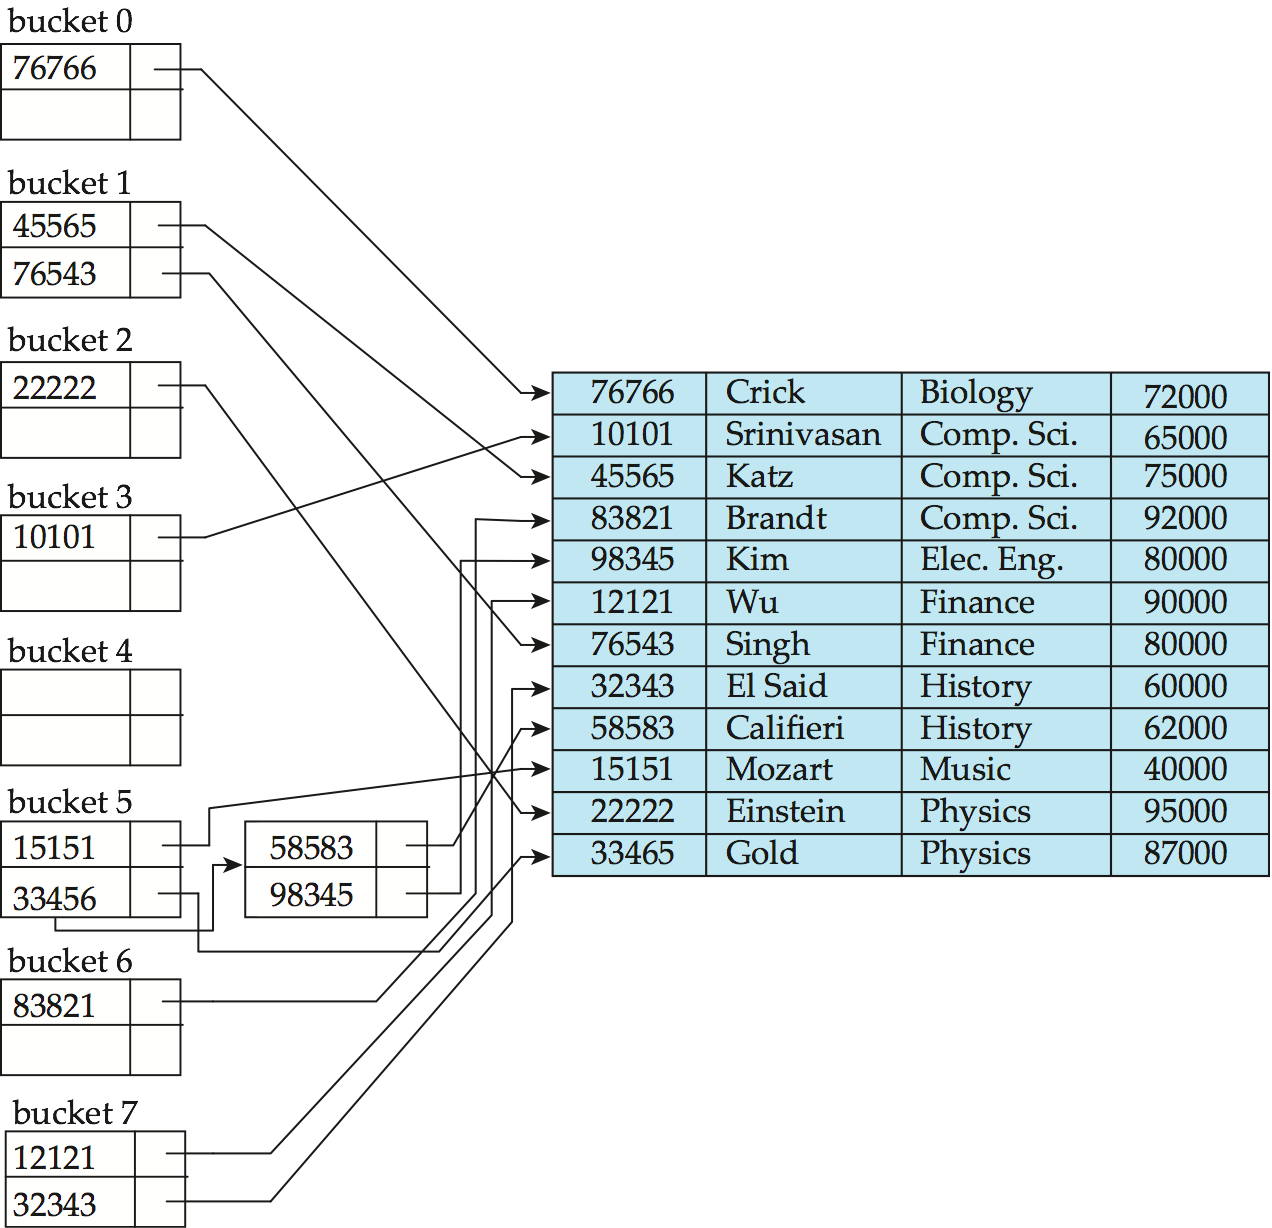 bucket 0
76766
bucket 1
45565
76543
bucket 2
22222
bucket 3
10101
bucket 4
bucket 5
15151
33456
58583
98345
bucket 6
83821
bucket 7
12121
32343
76766 Crick Biology 72000
10101 Srinivasan Comp. Sci. 65000
45565 Katz Comp. Sci. 75000
83821 Brandt Comp. Sci. 92000
98345 Kim Elec. Eng. 80000
12121 Wu Finance 90000
76543 Singh Finance 80000
32343 El Said History 60000
58583 Califieri History 62000
15151 Mozart Music 40000
22222 Einstein Physics 95000
33465 Gold Physics 87000